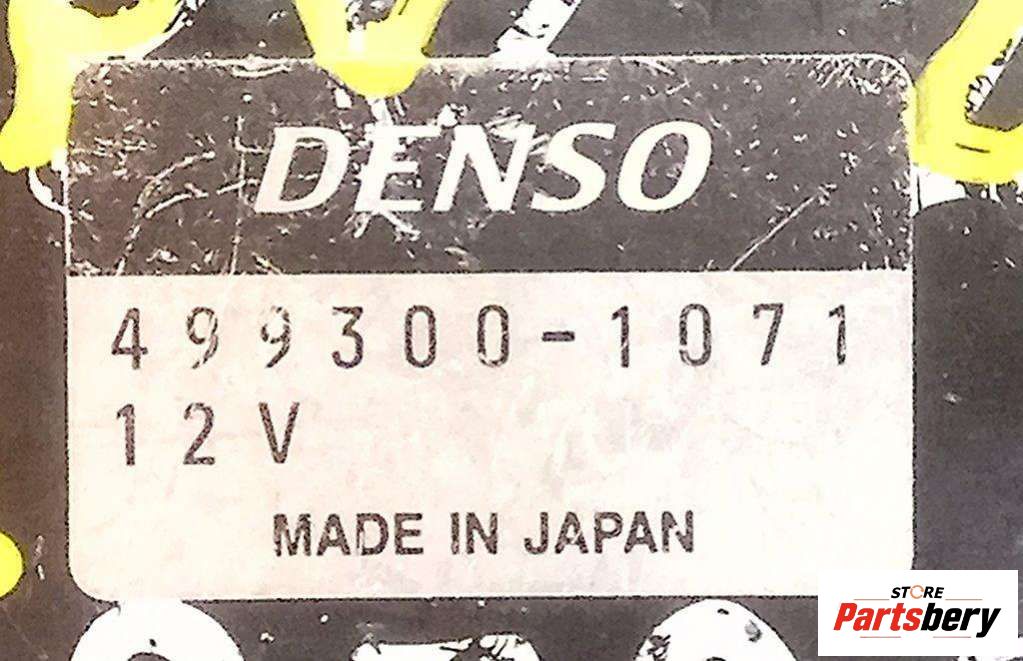 DENSO
499300-1071
12V
MADE IN JAPAN
STORE
Partsbery